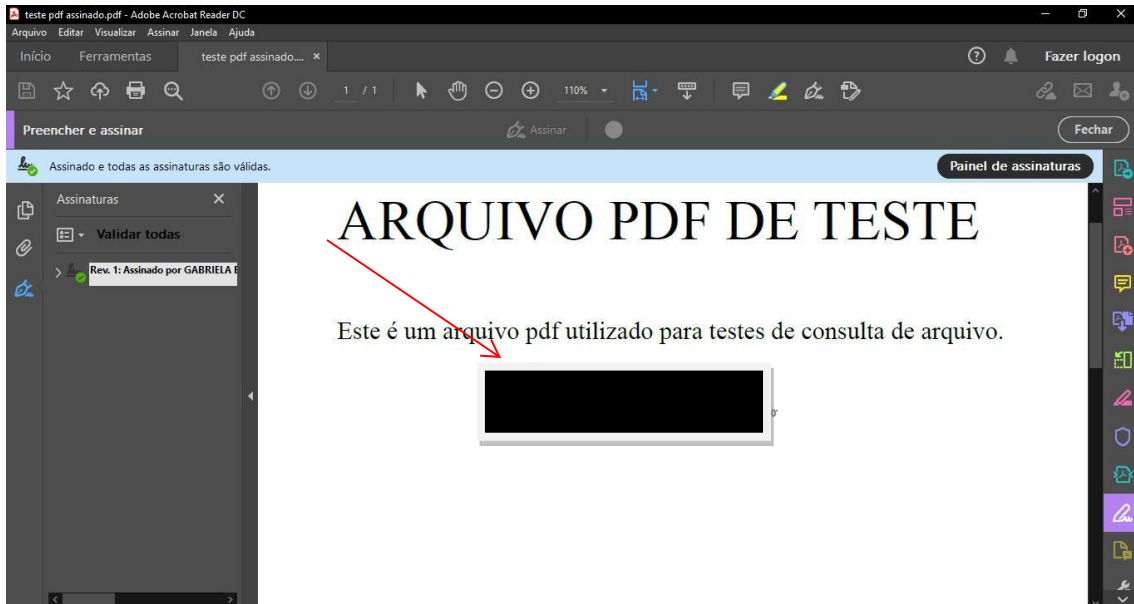 teste pdf assinado.pdf - Adobe Acrobat Reader DC
Arquivo Editar Visualizar Assinar Janela Ajuda
Início Ferramentas teste pdf assinado.... × Fazer logon
1 / 1 110%
Preencher e assinar Assinar Fechar
Assinado e todas as assinaturas são válidas. Painel de assinaturas
Assinaturas
Validar todas
Rev. 1: Assinado por GABRIELA
ARQUIVO PDF DE TESTE
Este é um arquivo pdf utilizado para testes de consulta de arquivo.